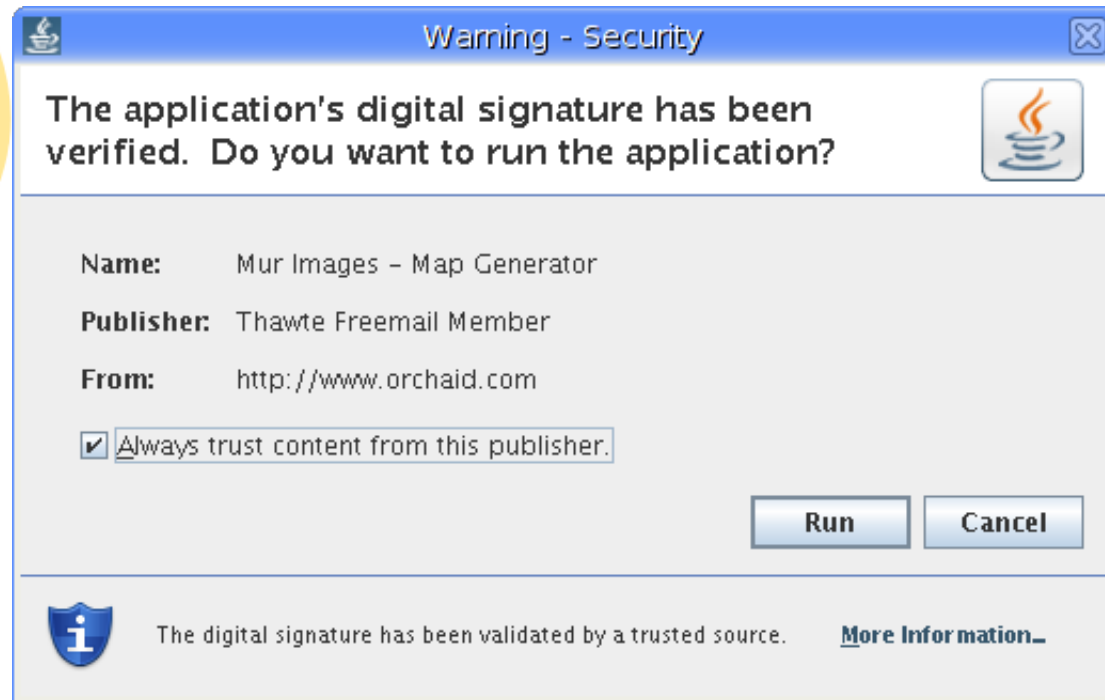 Warning - Security
The application's digital signature has been
verified. Do you want to run the application?
Name: Mur Images – Map Generator
Publisher: Thawte Freemail Member
From: http://www.orchaid.com
Always trust content from this publisher.
Run Cancel
The digital signature has been validated by a trusted source. More Information...